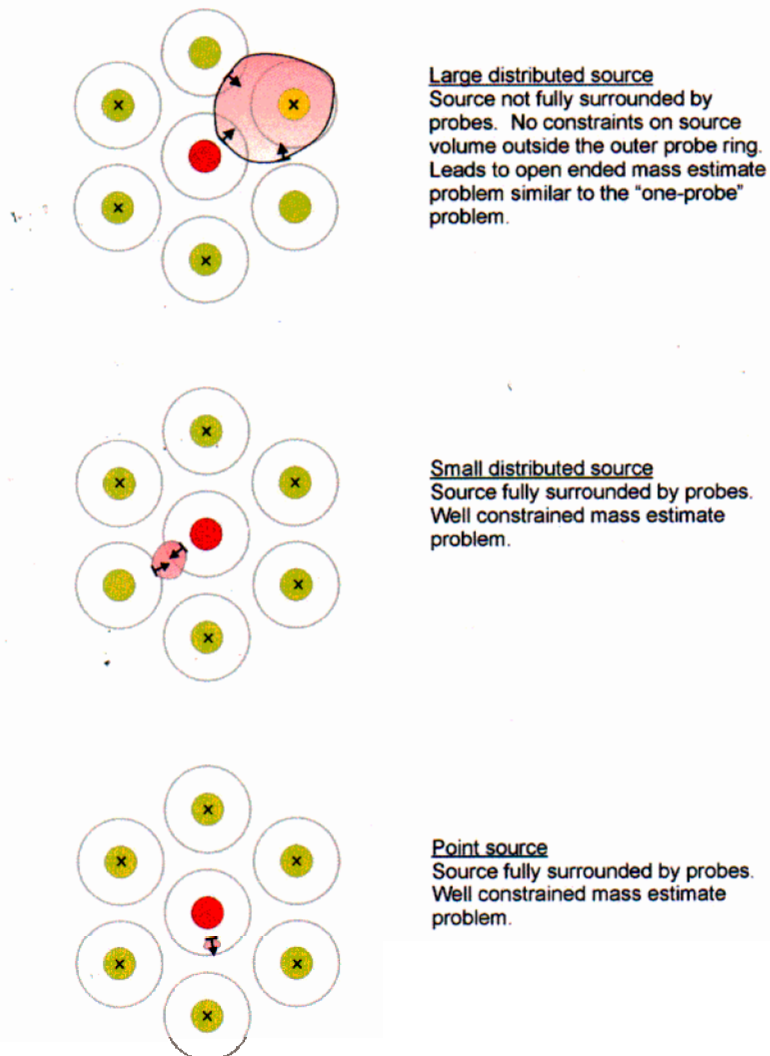 Large distributed source
Source not fully surrounded by
probes. No constraints on source
volume outside the outer probe ring.
Leads to open ended mass estimate
problem similar to the "one-probe"
problem.
Small distributed source
Source fully surrounded by probes.
Well constrained mass estimate
problem.
Point source
Source fully surrounded by probes.
Well constrained mass estimate
problem.